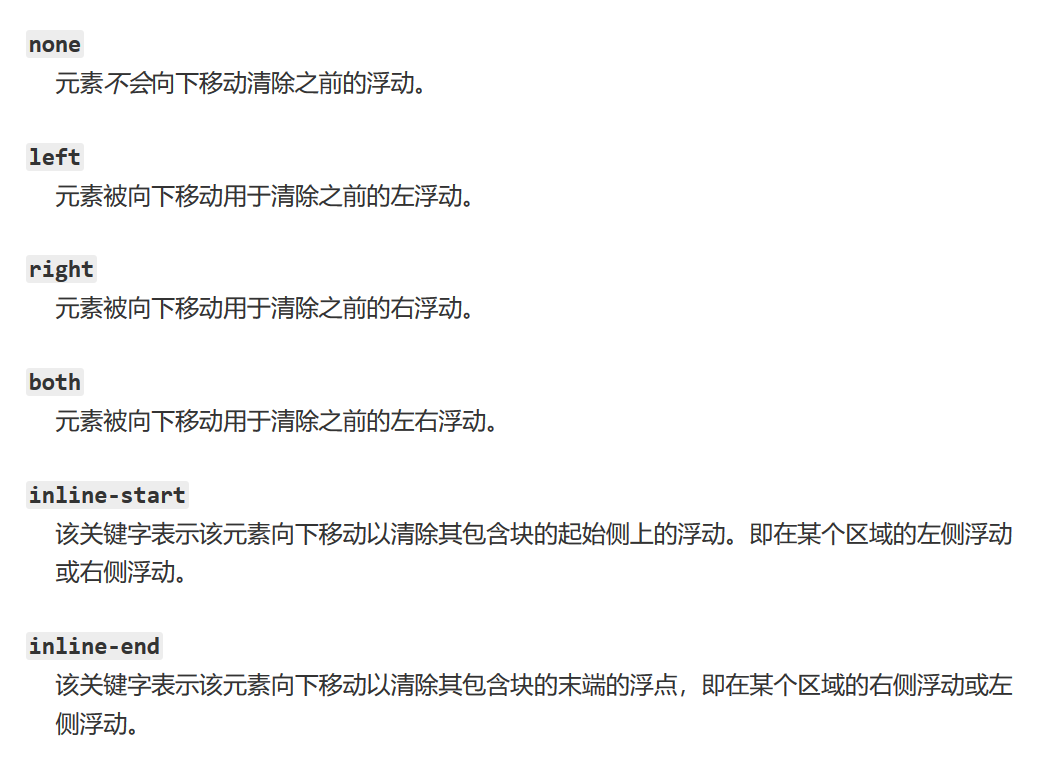 none
元素不会向下移动清除之前的浮动。
left
元素被向下移动用于清除之前的左浮动。
right
元素被向下移动用于清除之前的右浮动。
both
元素被向下移动用于清除之前的左右浮动。
inline-start
该关键字表示该元素向下移动以清除其包含块的起始侧上的浮动。即在某个区域的左侧浮动
或右侧浮动。
inline-end
该关键字表示该元素向下移动以清除其包含块的末端的浮点，即在某个区域的右侧浮动或左
侧浮动。